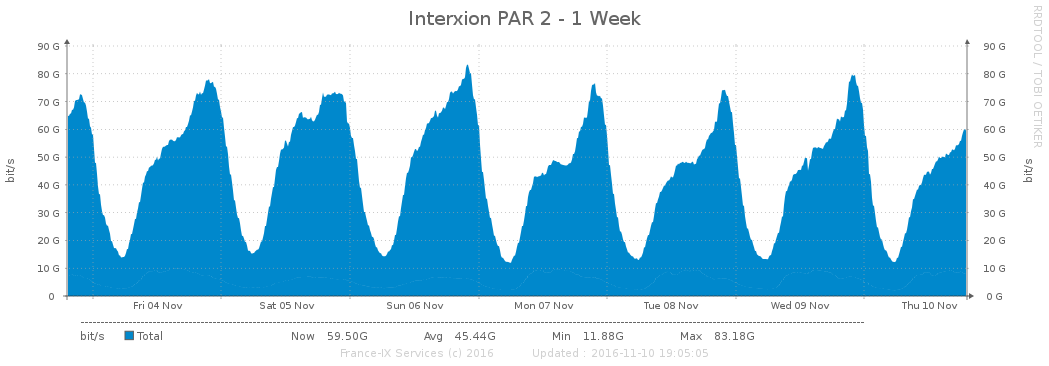 Interxion PAR 2 - 1 Week
RRDTOOL / TOBI OETIKER
90 G 90 G
80 G 80 G
70 G 70 G
60 G 60 G
50 G 50 G
40 G 40 G
30 G 30 G
20 G 20 G
10 G 10 G
0 0 G
bit/s
bit/s
Fri 04 Nov Sat 05 Nov Sun 06 Nov Mon 07 Nov Tue 08 Nov Wed 09 Nov Thu 10 Nov
bit/s Total Now 59.50G Avg 45.44G Min 11.88G Max 83.18G
France-IX Services (c) 2016 Updated : 2016-11-10 19:05:05